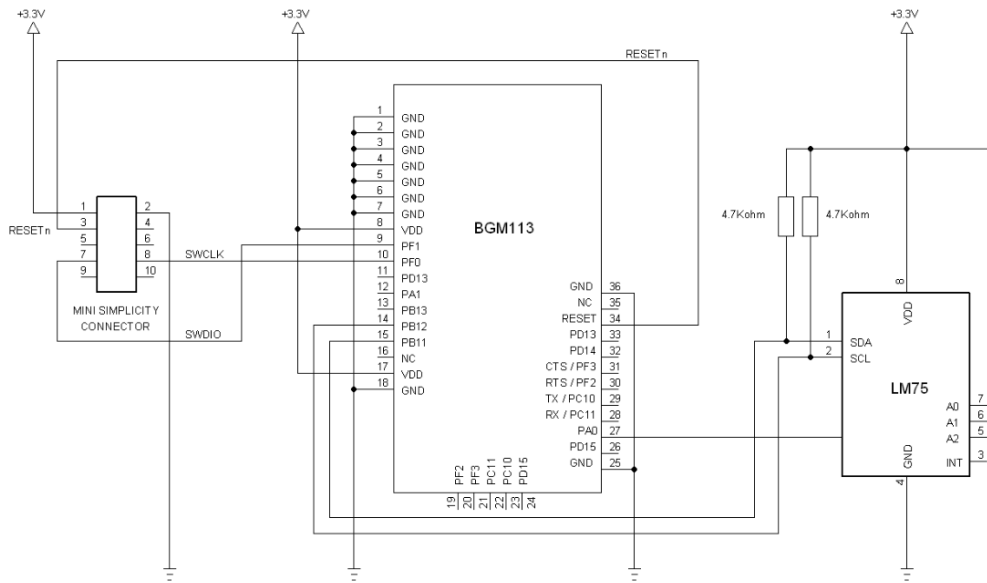 +3.3V
+3.3V
+3.3V
RESETn
1 2
3 4
5 6
7 8
9 10
RESETn
MINI SIMPLICITY
CONNECTOR
SWCLK
SWDIO
BGM113
1 GND
2 GND
3 GND
4 GND
5 GND
6 GND
7 GND
8 VDD
9 PF1
10 PF0
11 PD13
12 PA1
13 PB13
14 PB12
15 PB11
16 NC
17 VDD
18 GND
GND 36
NC 35
RESET 34
PD13 33
PD14 32
CTS / PF3 31
RTS / PF2 30
TX / PC10 29
RX / PC11 28
PA0 27
PD15 26
GND 25
PF2
PF3
PC11
PC10
PD15
19
20
21
22
23
24
4.7Kohm
4.7Kohm
8
VDD
1 SDA
2 SCL
LM75
A0 7
A1 6
A2 5
INT 3
GND
4